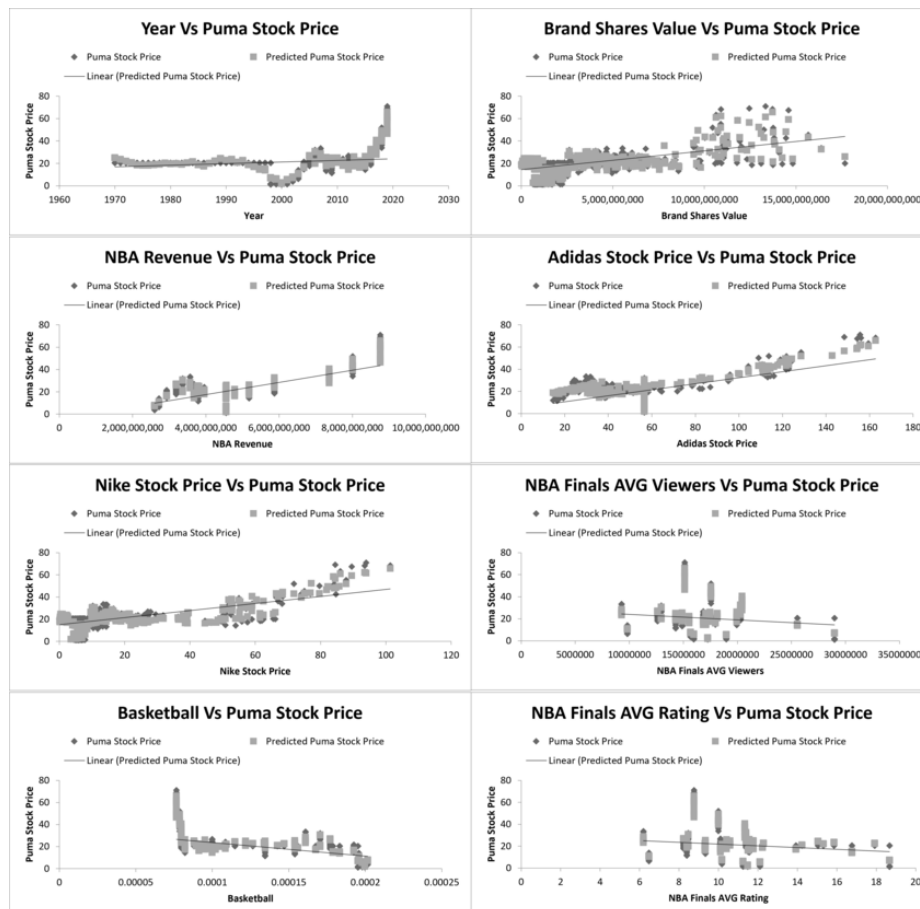 Year Vs Puma Stock Price
Puma Stock Price
Predicted Puma Stock Price
Linear (Predicted Puma Stock Price)
Puma Stock Price
80
60
40
20
0
1960 1970 1980 1990 2000 2010 2020 2030
Year
Brand Shares Value Vs Puma Stock Price
Puma Stock Price
Predicted Puma Stock Price
Linear (Predicted Puma Stock Price)
Puma Stock Price
80
60
40
20
0
0 5,000,000,000 10,000,000,000 15,000,000,000 20,000,000,000
Brand Shares Value
NBA Revenue Vs Puma Stock Price
Puma Stock Price
Predicted Puma Stock Price
Linear (Predicted Puma Stock Price)
Puma Stock Price
80
60
40
20
0
0 2,000,000,000 4,000,000,000 6,000,000,000 8,000,000,000 10,000,000,000
NBA Revenue
Adidas Stock Price Vs Puma Stock Price
Puma Stock Price
Predicted Puma Stock Price
Linear (Predicted Puma Stock Price)
Puma Stock Price
80
60
40
20
0
0 20 40 60 80 100 120 140 160 180
Adidas Stock Price
Nike Stock Price Vs Puma Stock Price
Puma Stock Price
Predicted Puma Stock Price
Linear (Predicted Puma Stock Price)
Puma Stock Price
80
60
40
20
0
0 20 40 60 80 100 120
Nike Stock Price
NBA Finals AVG Viewers Vs Puma Stock Price
Puma Stock Price
Predicted Puma Stock Price
Linear (Predicted Puma Stock Price)
Puma Stock Price
80
60
40
20
0
0 5000000 10000000 15000000 20000000 25000000 30000000 35000000
NBA Finals AVG Viewers
Basketball Vs Puma Stock Price
Puma Stock Price
Predicted Puma Stock Price
Linear (Predicted Puma Stock Price)
Puma Stock Price
80
60
40
20
0
0 0.00005 0.0001 0.00015 0.0002 0.00025
Basketball
NBA Finals AVG Rating Vs Puma Stock Price
Puma Stock Price
Predicted Puma Stock Price
Linear (Predicted Puma Stock Price)
Puma Stock Price
80
60
40
20
0
0 2 4 6 8 10 12 14 16 18 20
NBA Finals AVG Rating